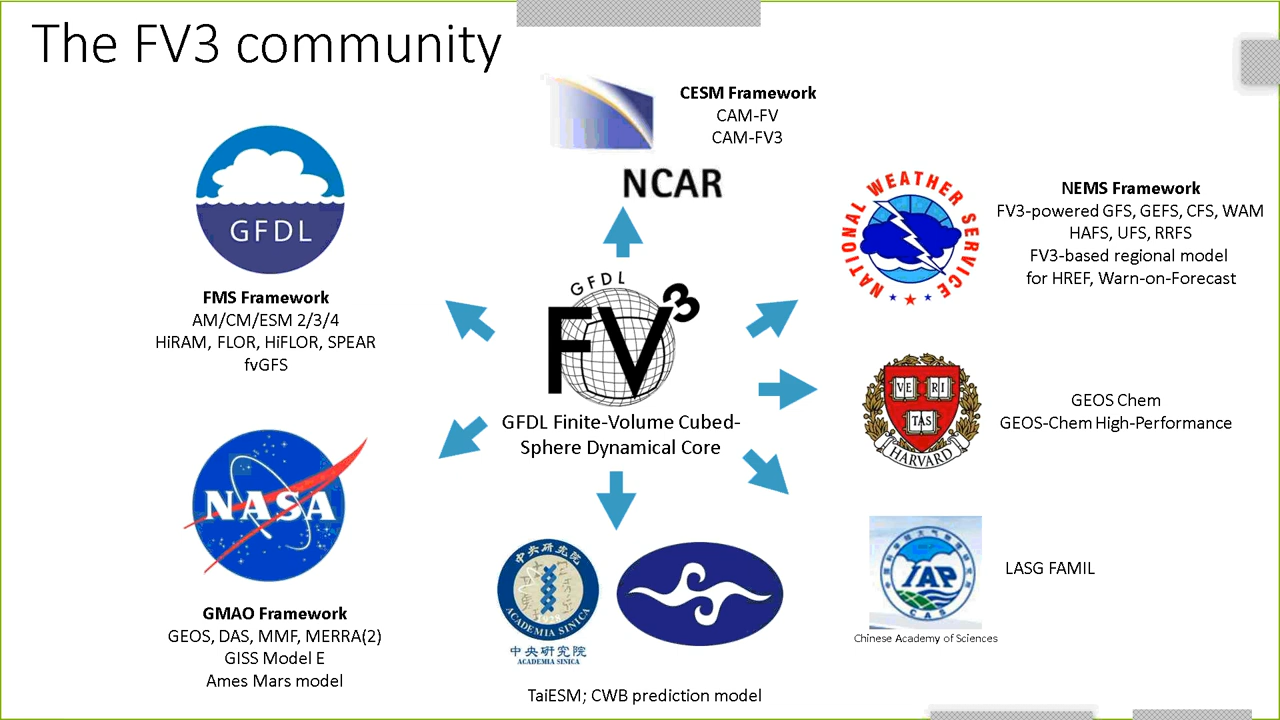 The FV3 community
CESM Framework
CAM-FV
CAM-FV3
NCAR
GFDL
FMS Framework
AM/CM/ESM 2/3/4
HiRAM, FLOR, HiFLOR, SPEAR
fvGFS
NATIONAL WEATHER SERVICE
NEMS Framework
FV3-powered GFS, GEFS, CFS, WAM
HAFS, UFS, RRFS
FV3-based regional model
for HREF, Warn-on-Forecast
GFDL
FV3
GFDL Finite-Volume Cubed-
Sphere Dynamical Core
VE RI
TAS
HARVARD
GEOS Chem
GEOS-Chem High-Performance
NASA
GMAO Framework
GEOS, DAS, MMF, MERRA(2)
GISS Model E
Ames Mars model
中央研究院
1928
ACADEMIA SINICA
中央研究院
ACADEMIA SINICA
TaiESM; CWB prediction model
IAP
CAS
Chinese Academy of Sciences
LASG FAMIL